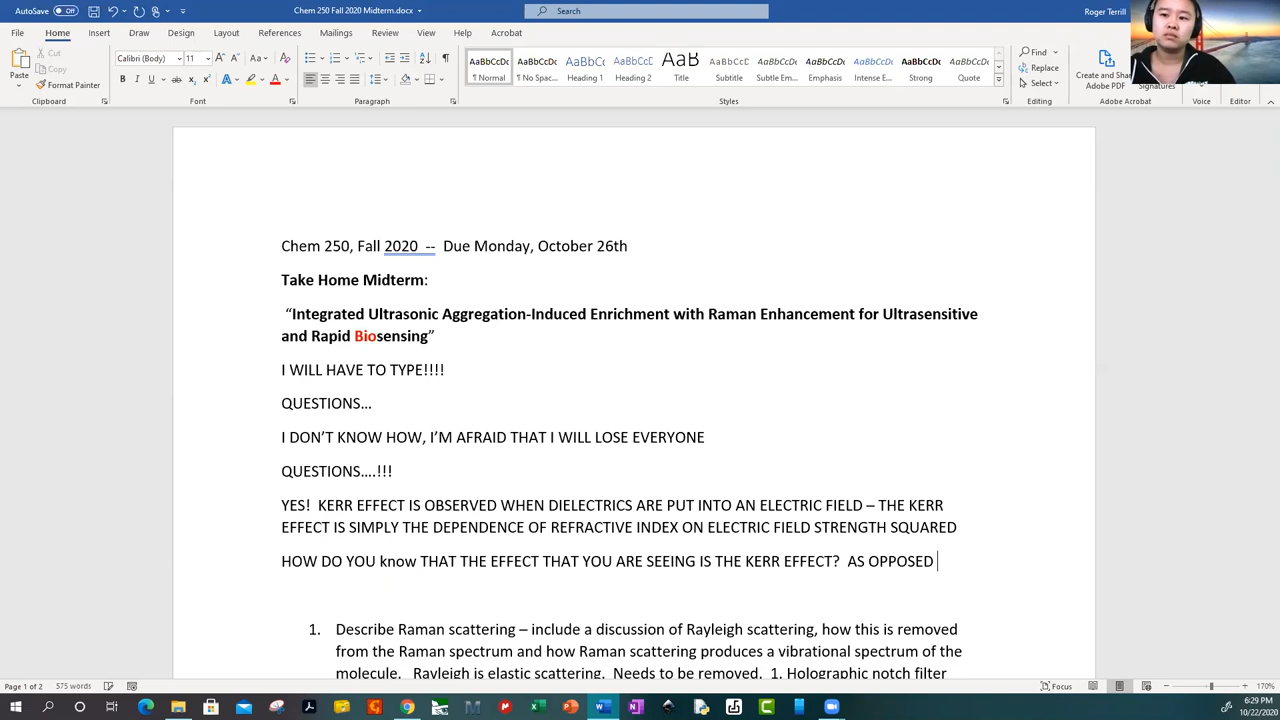 AutoSave Off
Chem 250 Fall 2020 Midterm.docx
Search
Roger Terrill
File Home Insert Draw Design Layout References Mailings Review View Help Acrobat
Paste
Cut
Copy
Format Painter
Calibri (Body) 11
AaBbCcDc AaBbCcDc AaBbC AaBbCcC AaB AaBbCcC AaBbCcDc AaBbCcDc AaBbCcDc AaBbCcDc AaBbCcDc
¶ Normal ¶ No Spac... Heading 1 Heading 2 Title Subtitle Subtle Em... Emphasis Intense E... Strong Quote
Find
Replace
Select
Create and Share
Adobe PDF
Signatures
Clipboard Font Paragraph Styles Editing Adobe Acrobat Voice Editor
Chem 250, Fall 2020 -- Due Monday, October 26th
Take Home Midterm:
“Integrated Ultrasonic Aggregation-Induced Enrichment with Raman Enhancement for Ultrasensitive
and Rapid Biosensing”
I WILL HAVE TO TYPE!!!!
QUESTIONS…
I DON’T KNOW HOW, I’M AFRAID THAT I WILL LOSE EVERYONE
QUESTIONS….!!!
YES! KERR EFFECT IS OBSERVED WHEN DIELECTRICS ARE PUT INTO AN ELECTRIC FIELD – THE KERR
EFFECT IS SIMPLY THE DEPENDENCE OF REFRACTIVE INDEX ON ELECTRIC FIELD STRENGTH SQUARED
HOW DO YOU know THAT THE EFFECT THAT YOU ARE SEEING IS THE KERR EFFECT? AS OPPOSED
1. Describe Raman scattering – include a discussion of Rayleigh scattering, how this is removed
from the Raman spectrum and how Raman scattering produces a vibrational spectrum of the
molecule. Rayleigh is elastic scattering. Needs to be removed. 1. Holographic notch filter
Page 1 of 2 575 words
Focus
170%
6:29 PM
10/22/2020